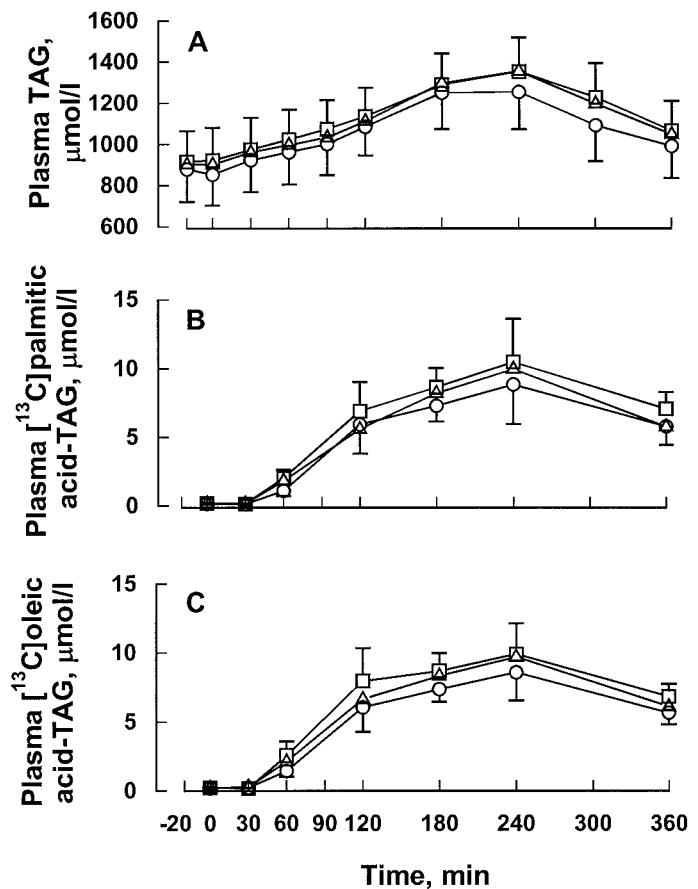 A
Plasma TAG,
μmol/l
1600
1400
1200
1000
800
600
B
Plasma [13C]palmitic
acid-TAG, μmol/l
15
10
5
0
C
Plasma [13C]oleic
acid-TAG, μmol/l
15
10
5
0
-20 0 30 60 90 120 180 240 300 360
Time, min